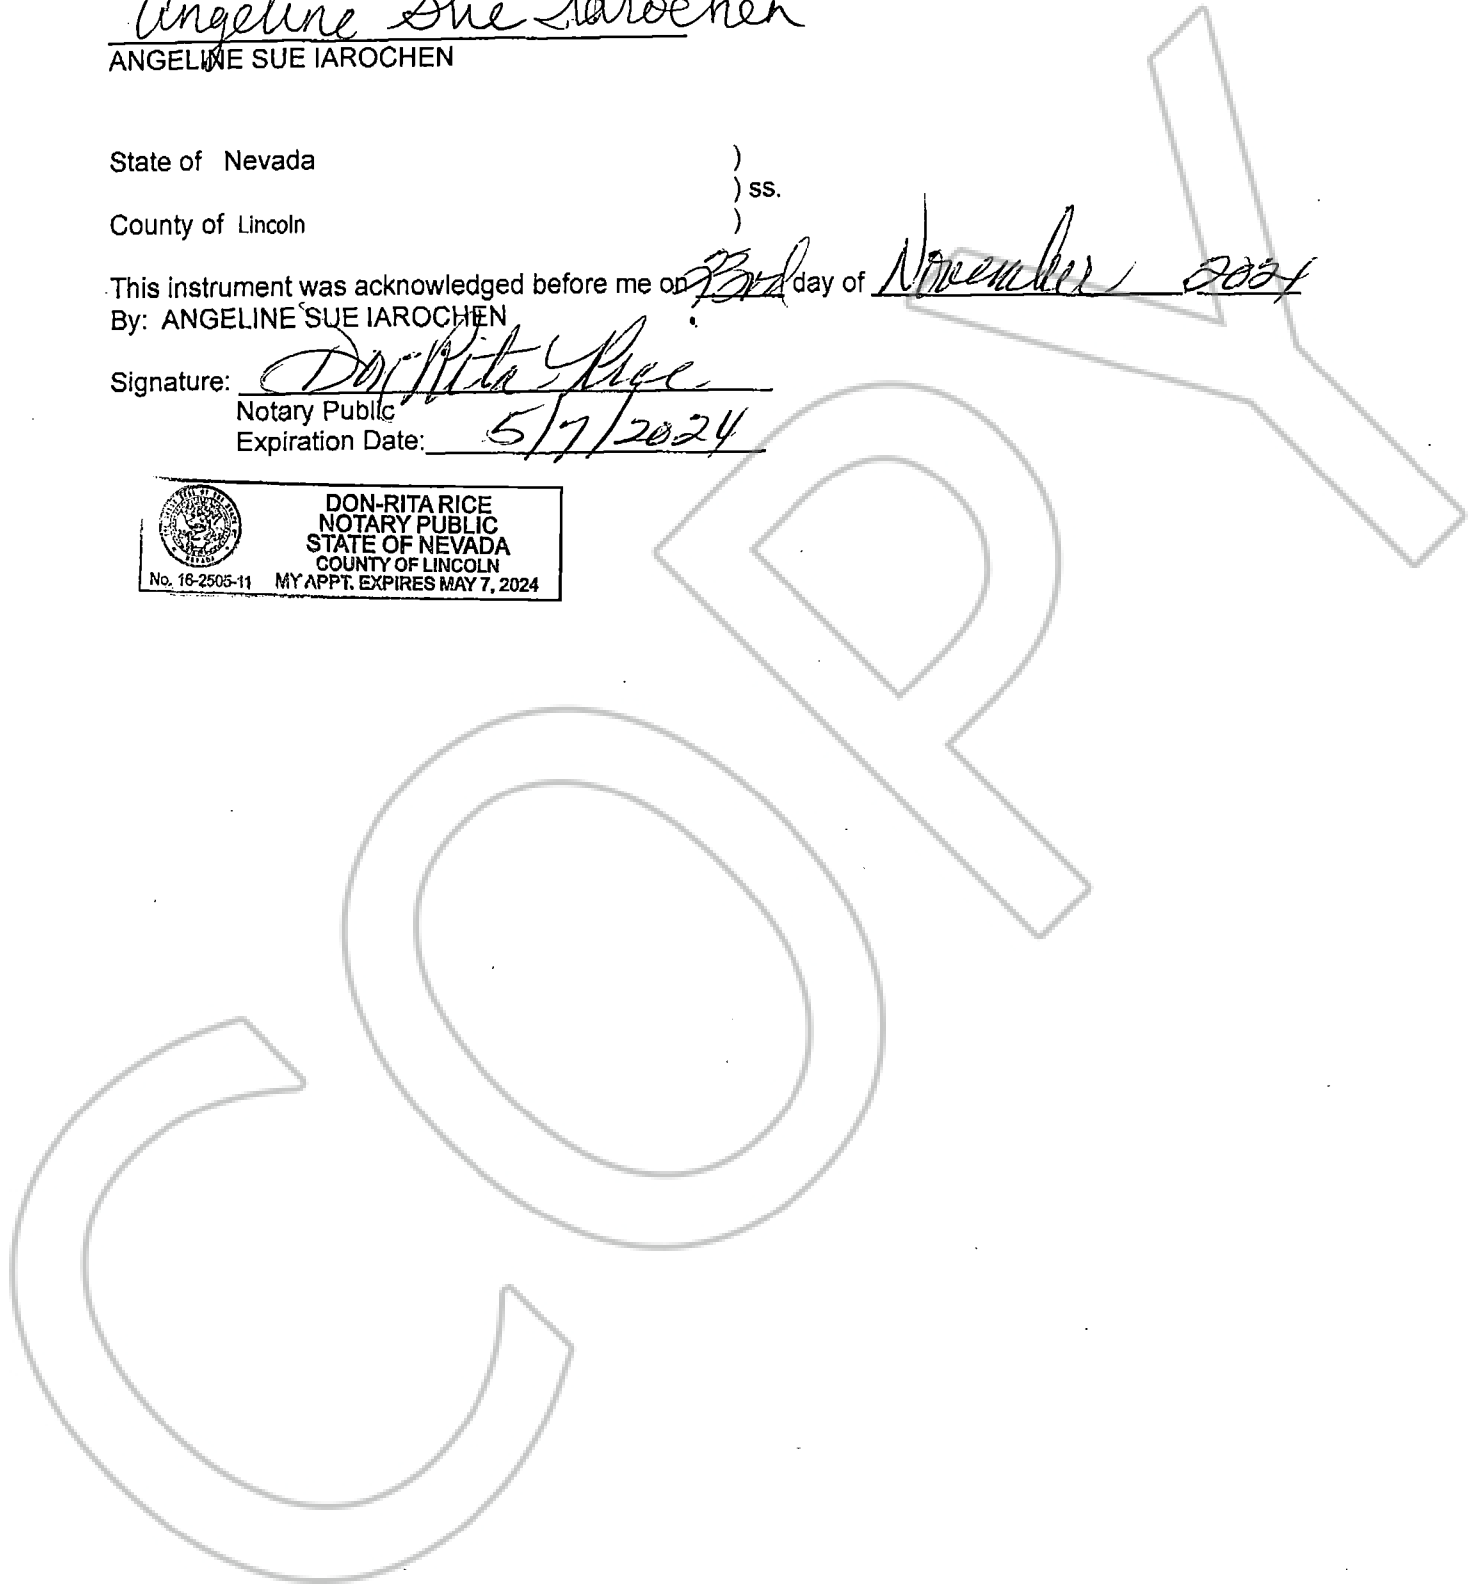 Angeline Sue Iarochen
ANGELINE SUE IAROCHEN
State of Nevada )
) ss.
County of Lincoln )
This instrument was acknowledged before me on 23rd day of November 2021
By: ANGELINE SUE IAROCHEN
Signature: Don-Rita Rice
Notary Public
Expiration Date: 5/7/2024
DON-RITA RICE
NOTARY PUBLIC
STATE OF NEVADA
COUNTY OF LINCOLN
No. 16-2505-11 MY APPT. EXPIRES MAY 7, 2024
COPY